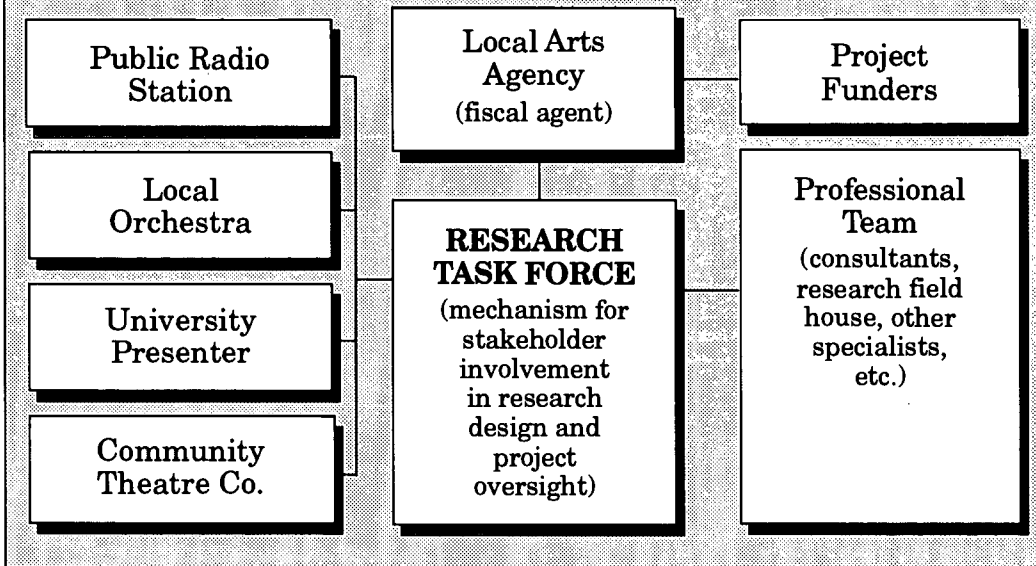 Public Radio
Station
Local
Orchestra
University
Presenter
Community
Theatre Co.
Local Arts
Agency
(fiscal agent)
RESEARCH
TASK FORCE
(mechanism for
stakeholder
involvement
in research
design and
project
oversight)
Project
Funders
Professional
Team
(consultants,
research field
house, other
specialists,
etc.)